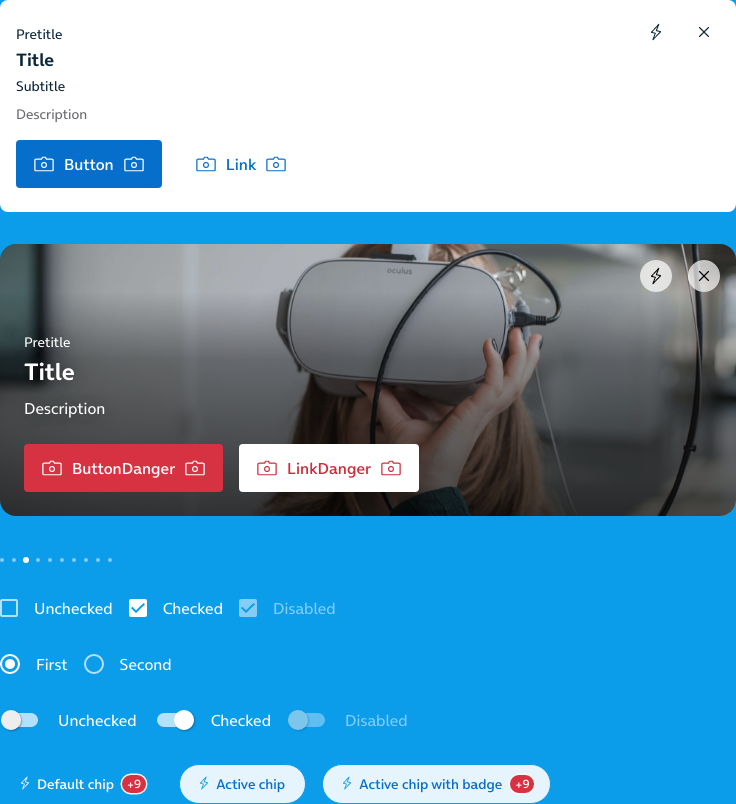 Pretitle
Title
Subtitle
Description
Button Link
oculus
Pretitle
Title
Description
ButtonDanger LinkDanger
Unchecked Checked Disabled
First Second
Unchecked Checked Disabled
Default chip +9 Active chip Active chip with badge +9